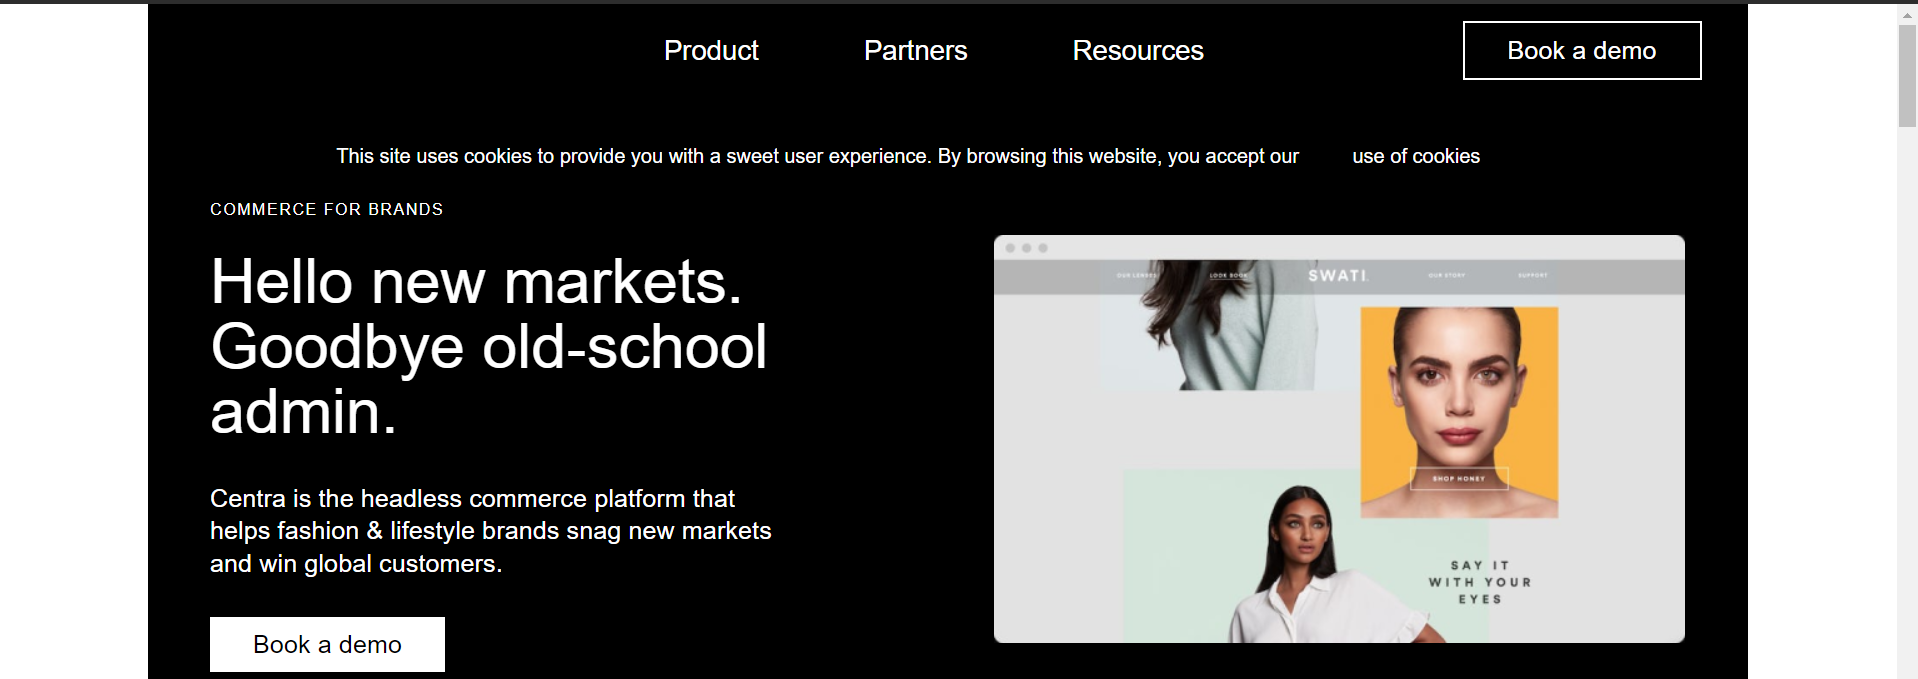 Product Partners Resources Book a demo
This site uses cookies to provide you with a sweet user experience. By browsing this website, you accept our use of cookies
COMMERCE FOR BRANDS
Hello new markets.
Goodbye old-school
admin.
Centra is the headless commerce platform that
helps fashion & lifestyle brands snag new markets
and win global customers.
Book a demo
OUR LENSES LOOK BOOK SWATI OUR STORY SUPPORT
SHOP HONEY
SAY IT
WITH YOUR
EYES